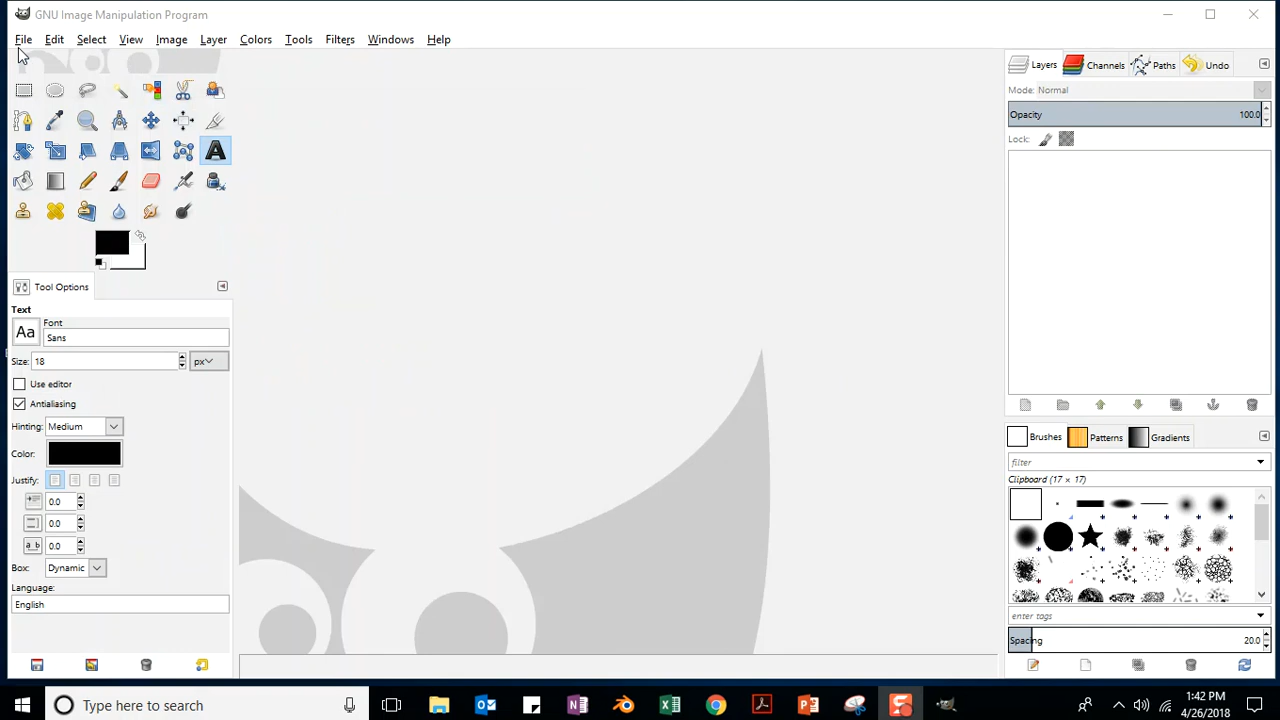 GNU Image Manipulation Program
File Edit Select View Image Layer Colors Tools Filters Windows Help
Layers Channels Paths Undo
Mode: Normal
Opacity 100.0
Lock:
Tool Options
Text
Font
Aa Sans
Size: 18 px
Use editor
Antialiasing
Hinting: Medium
Color:
Justify:
0.0
0.0
0.0
Box: Dynamic
Language:
English
Brushes Patterns Gradients
filter
Clipboard (17 × 17)
enter tags
Spacing 20.0
Type here to search
1:42 PM
4/26/2018